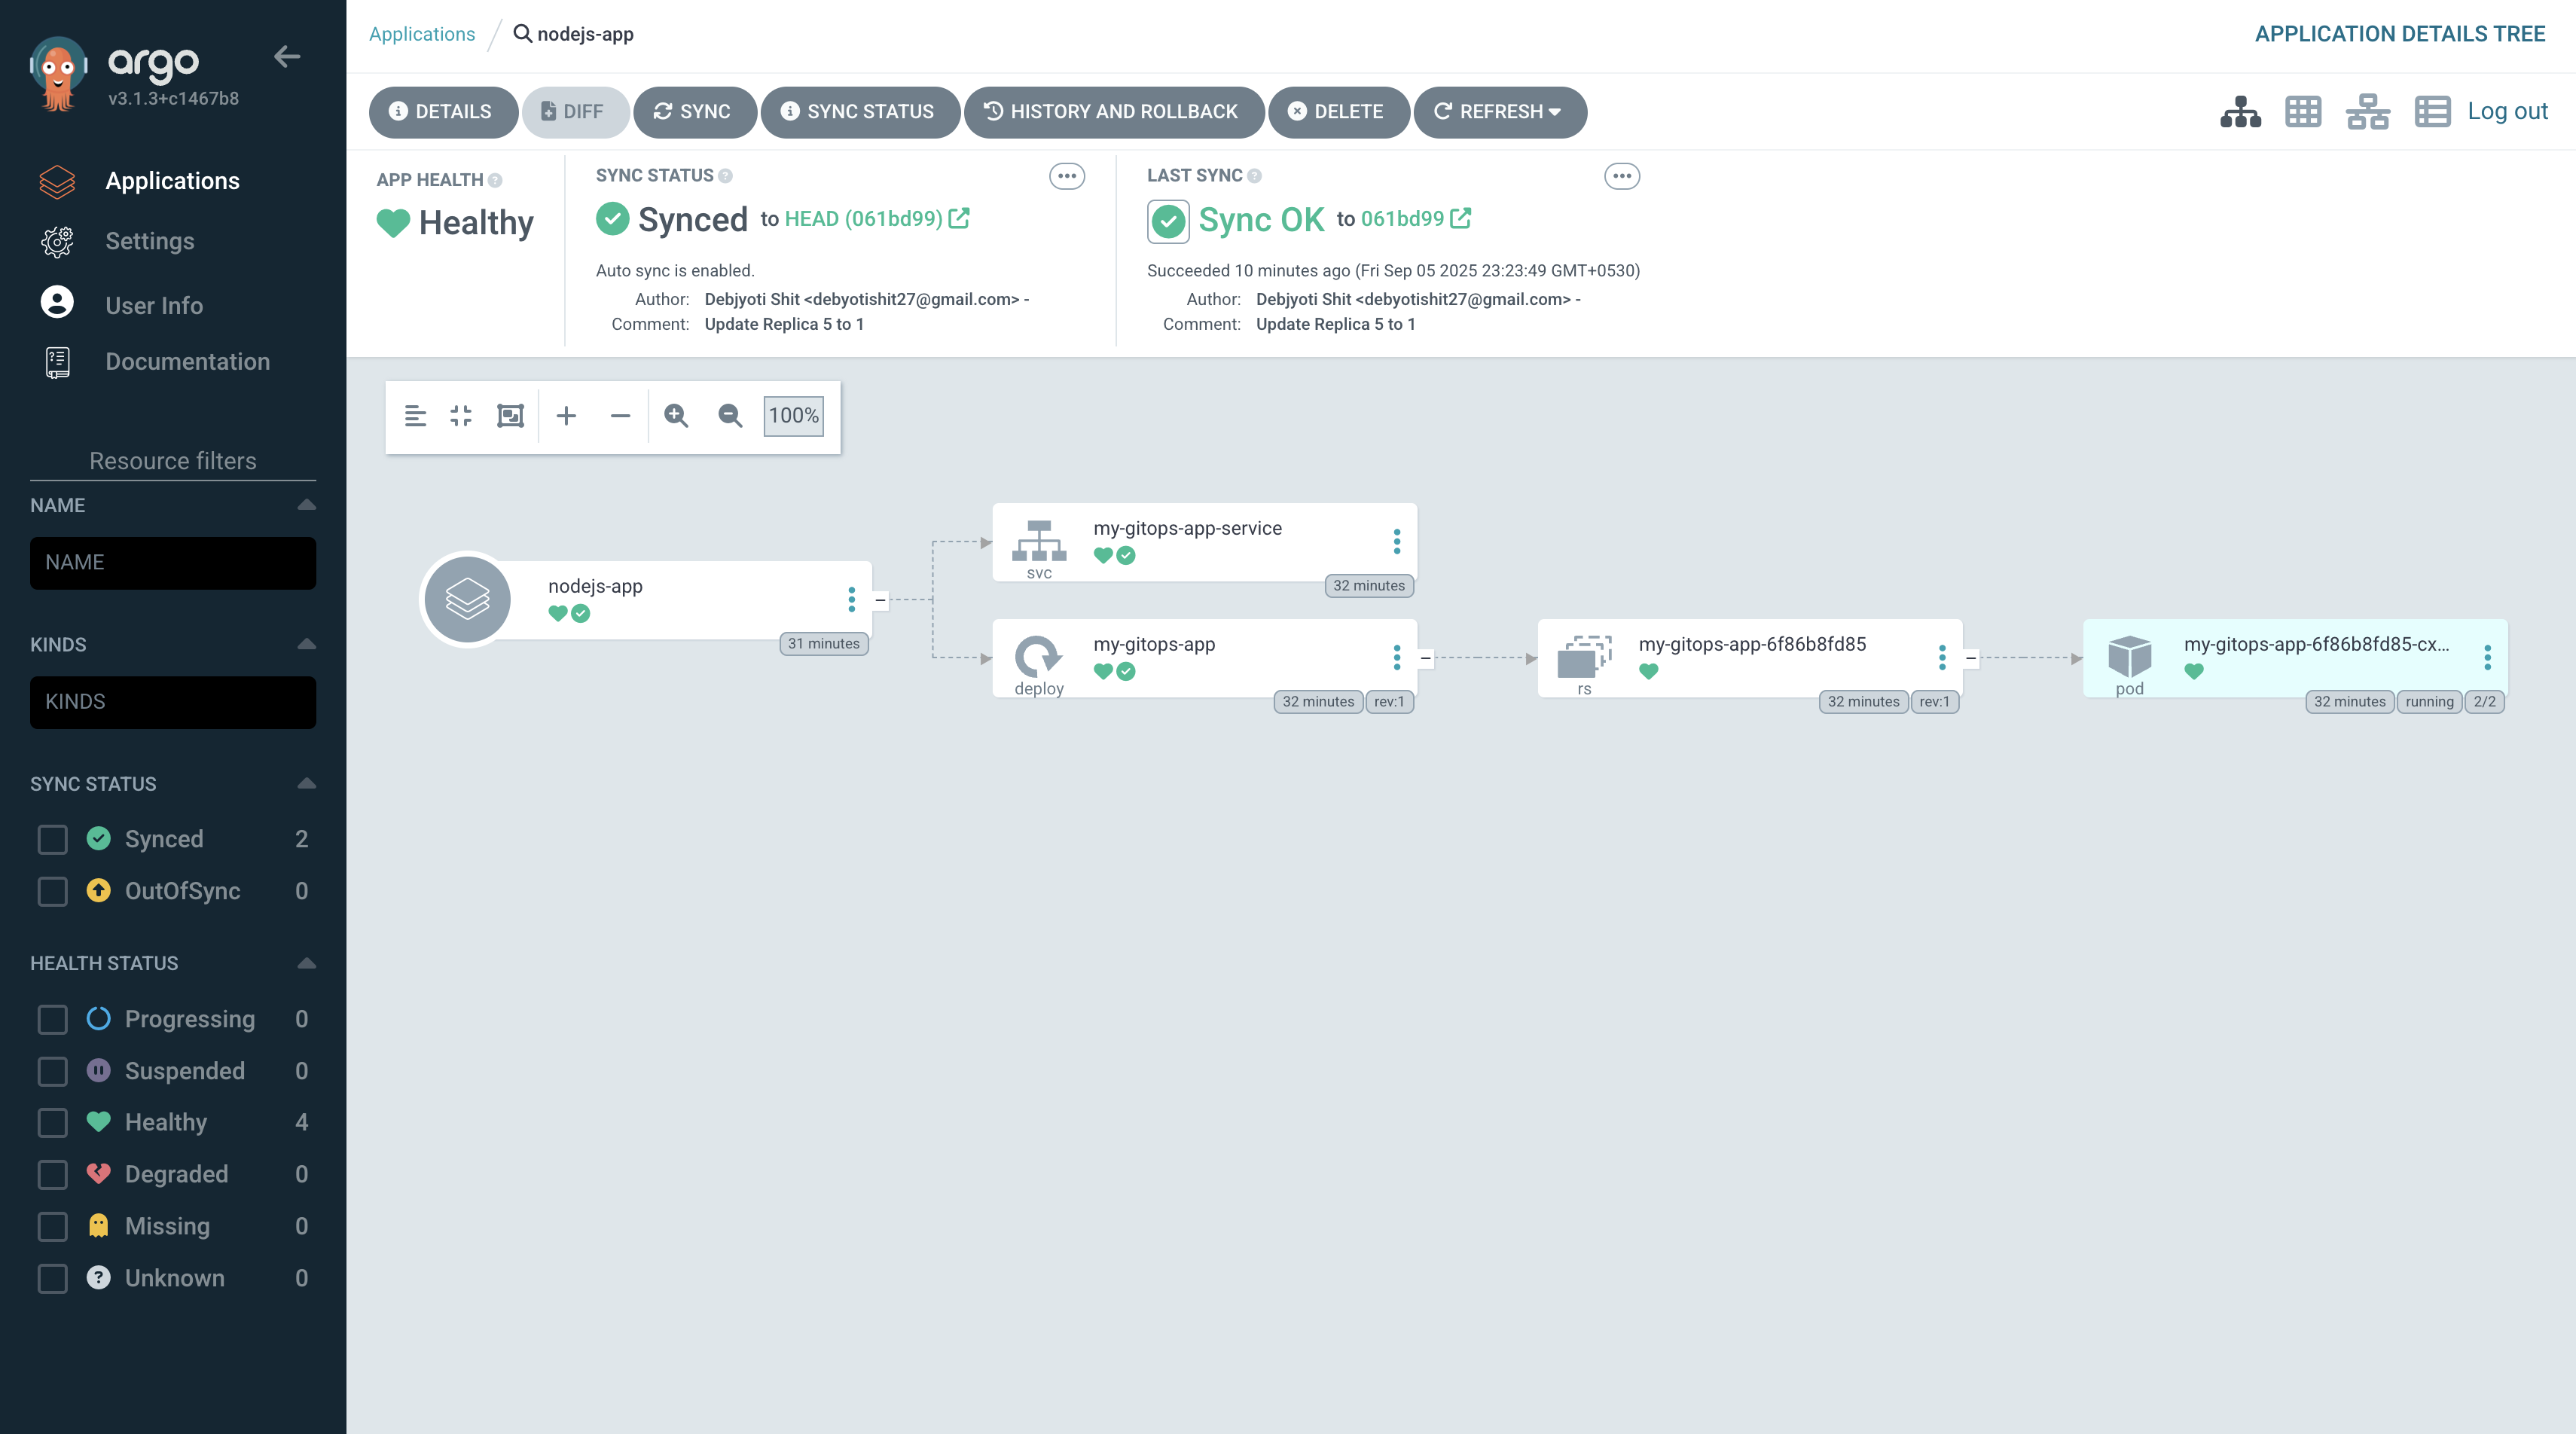 argo
v3.1.3+c1467b8
Applications
Settings
User Info
Documentation
Resource filters
NAME
NAME
KINDS
KINDS
SYNC STATUS
Synced 2
OutOfSync 0
HEALTH STATUS
Progressing 0
Suspended 0
Healthy 4
Degraded 0
Missing 0
Unknown 0
Applications / nodejs-app
APPLICATION DETAILS TREE
DETAILS DIFF SYNC SYNC STATUS HISTORY AND ROLLBACK DELETE REFRESH
Log out
APP HEALTH
Healthy
SYNC STATUS
Synced to HEAD (061bd99)
Auto sync is enabled.
Author: Debjyoti Shit <debyotishit27@gmail.com> -
Comment: Update Replica 5 to 1
LAST SYNC
Sync OK to 061bd99
Succeeded 10 minutes ago (Fri Sep 05 2025 23:23:49 GMT+0530)
Author: Debjyoti Shit <debyotishit27@gmail.com> -
Comment: Update Replica 5 to 1
100%
nodejs-app
31 minutes
my-gitops-app-service
svc
32 minutes
my-gitops-app
deploy
32 minutes rev:1
my-gitops-app-6f86b8fd85
rs
32 minutes rev:1
my-gitops-app-6f86b8fd85-cx...
pod
32 minutes running 2/2